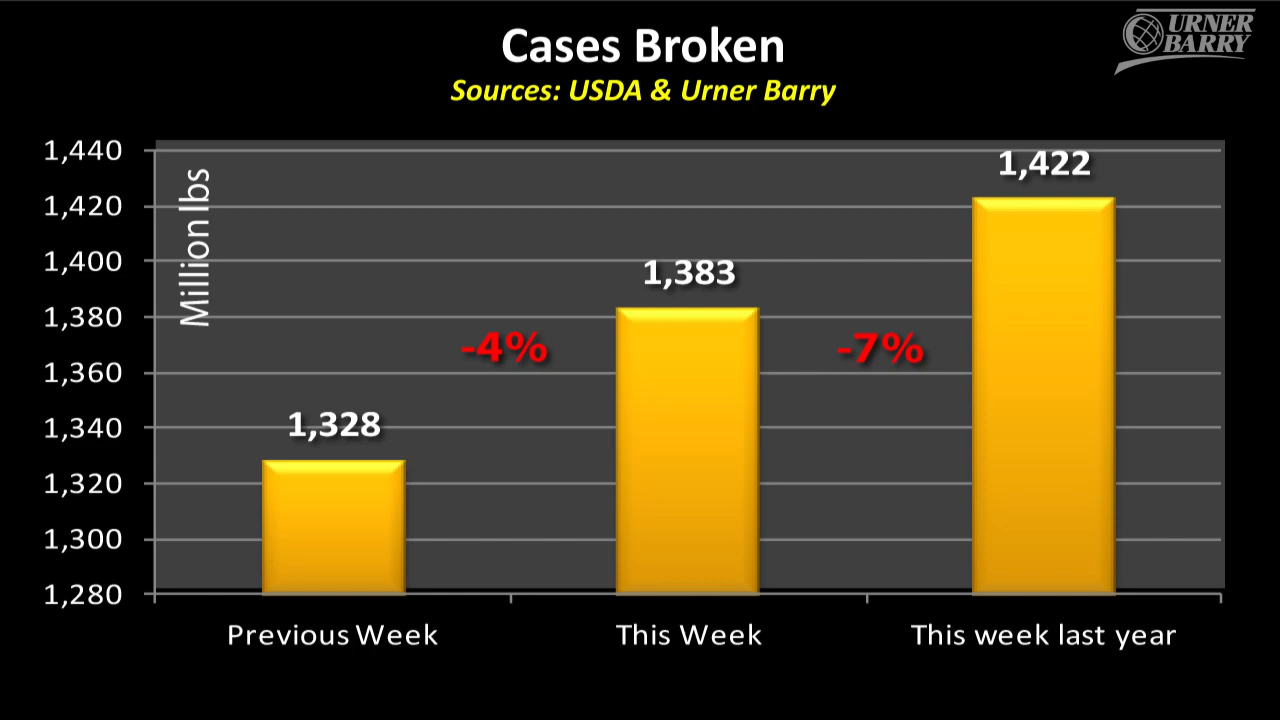 Cases Broken
Sources: USDA & Urner Barry
URNER
BARRY
Million lbs
1,440
1,420
1,400
1,380
1,360
1,340
1,320
1,300
1,280
1,328
-4%
1,383
-7%
1,422
Previous Week
This Week
This week last year